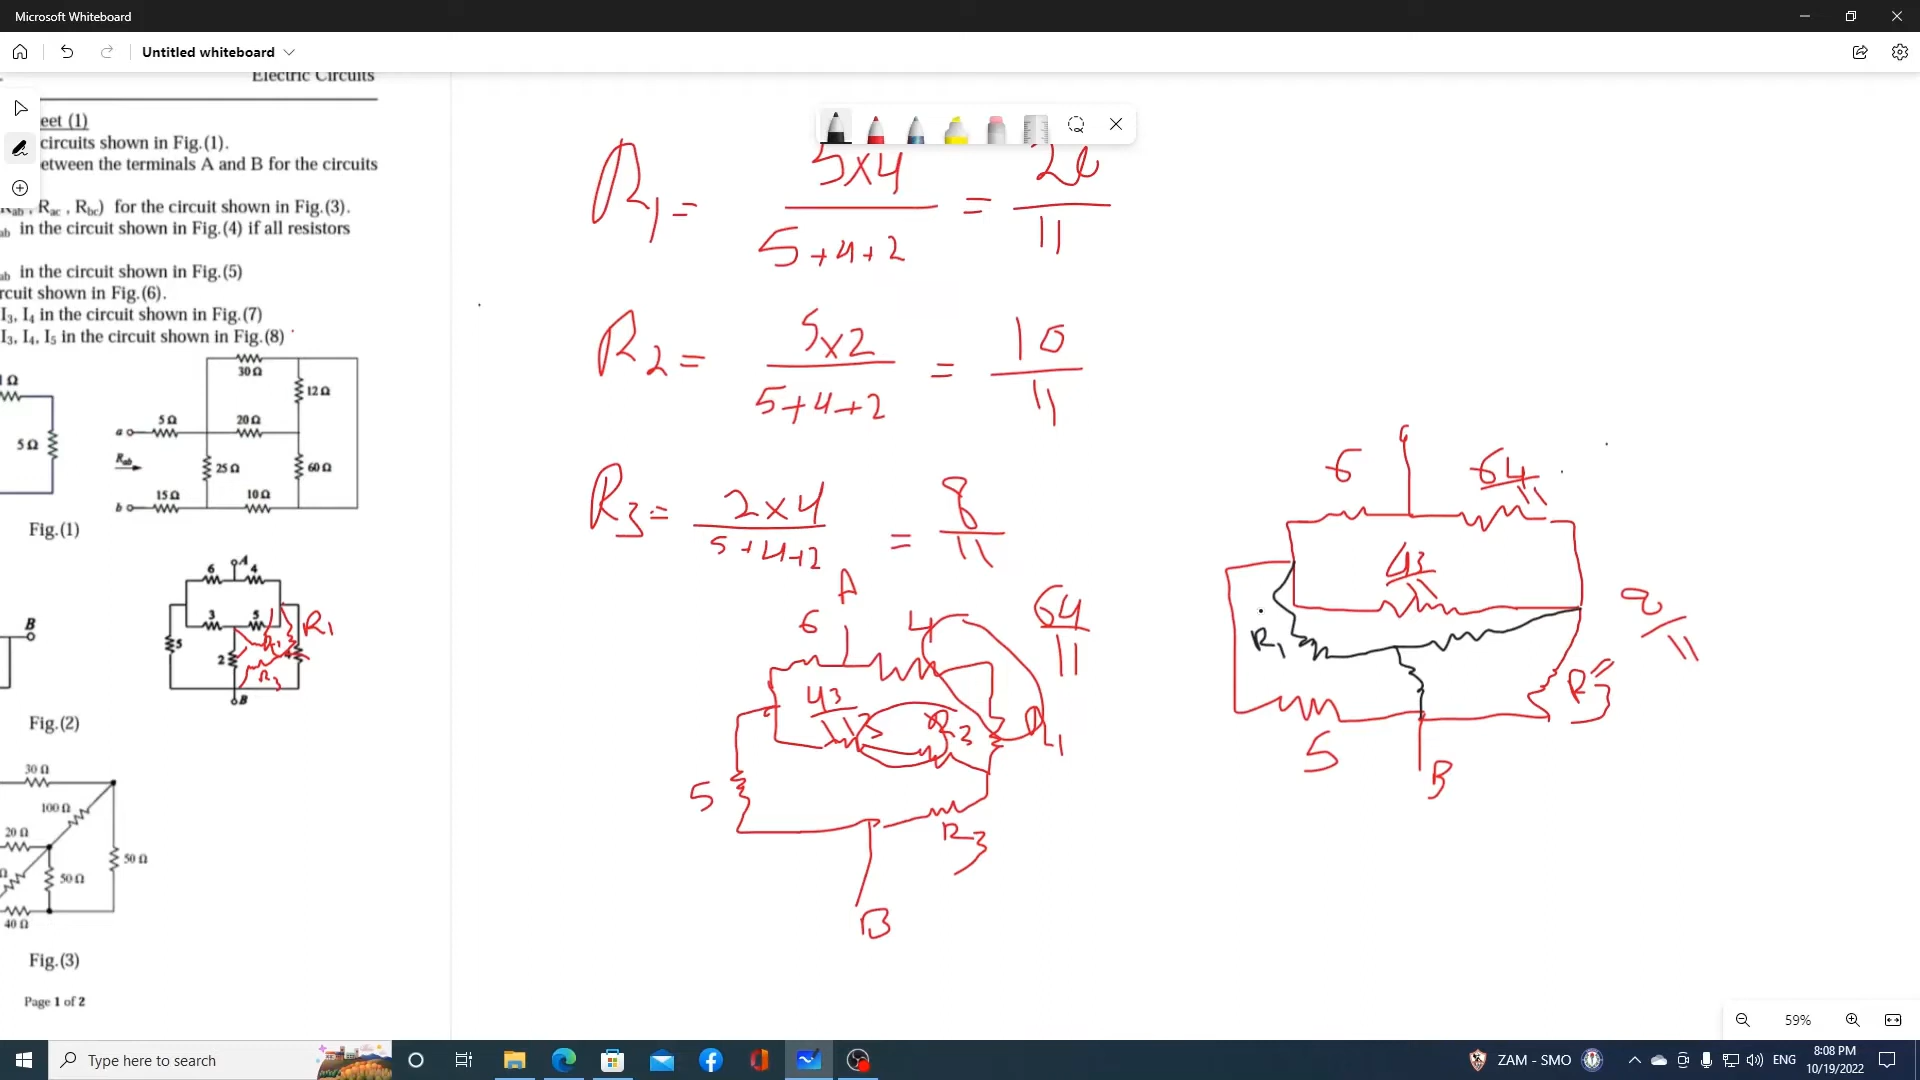 Microsoft Whiteboard
Untitled whiteboard
Electric Circuits
eet (1)
circuits shown in Fig.(1).
etween the terminals A and B for the circuits
Rab , Rac , Rbc) for the circuit shown in Fig.(3).
ab in the circuit shown in Fig.(4) if all resistors
ab in the circuit shown in Fig.(5)
rcuit shown in Fig.(6).
I3, I4 in the circuit shown in Fig.(7)
I3, I4, I5 in the circuit shown in Fig.(8)
1 Ω
5 Ω
30 Ω
12 Ω
5 Ω
20 Ω
a
Rab
25 Ω
60 Ω
15 Ω
10 Ω
b
Fig.(1)
A
6
4
3
5
R1
B
5
2
4
R3
B
Fig.(2)
30 Ω
100 Ω
20 Ω
50 Ω
50 Ω
Ω
40 Ω
Fig.(3)
Page 1 of 2
R1 = 5x4 / 5+4+2 = 20 / 11
R2 = 5x2 / 5+4+2 = 10 / 11
R3 = 2x4 / 5+4+2 = 8 / 11
A
6
4
64 / 11
43 / 11
R1
5
R3
B
6
64 / 11
43 / 11
8 / 11
R1
R3
5
B
59%
Type here to search
ZAM - SMO
ENG
8:08 PM
10/19/2022